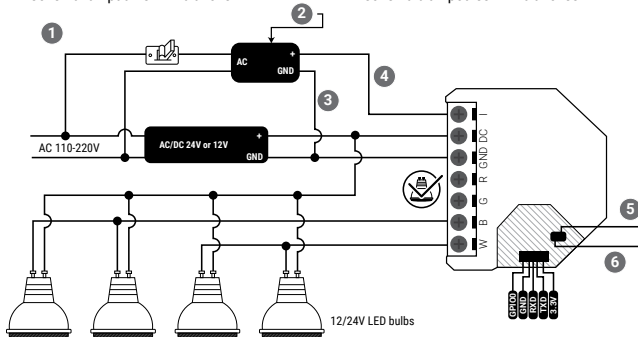 1
2
AC
+
GND
3
4
AC 110-220V
AC/DC 24V or 12V
+
GND
I
DC
GND
R
G
B
W
5
6
GPIO0
GND
RXD
TXD
3.3V
12/24V LED bulbs